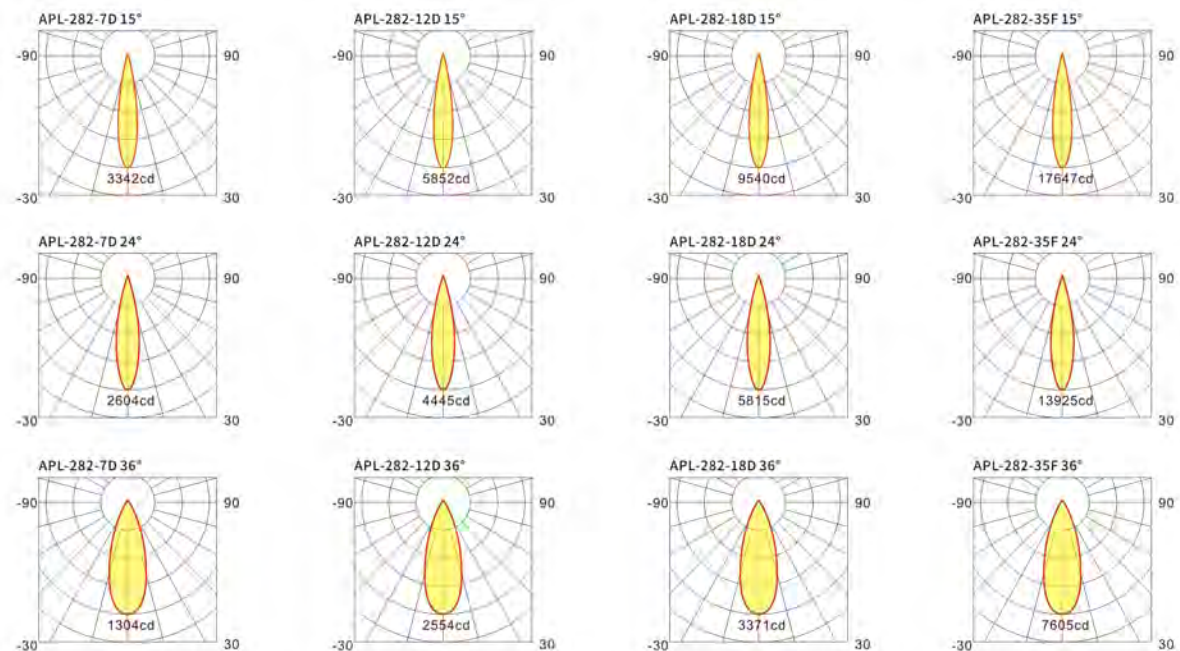 APL-282-7D 15°
-90
90
3342cd
-30
30
APL-282-12D 15°
-90
90
5852cd
-30
30
APL-282-18D 15°
-90
90
9540cd
-30
30
APL-282-35F 15°
-90
90
17647cd
-30
30
APL-282-7D 24°
-90
90
2604cd
-30
30
APL-282-12D 24°
-90
90
4445cd
-30
30
APL-282-18D 24°
-90
90
5815cd
-30
30
APL-282-35F 24°
-90
90
13925cd
-30
30
APL-282-7D 36°
-90
90
1304cd
-30
30
APL-282-12D 36°
-90
90
2554cd
-30
30
APL-282-18D 36°
-90
90
3371cd
-30
30
APL-282-35F 36°
-90
90
7605cd
-30
30